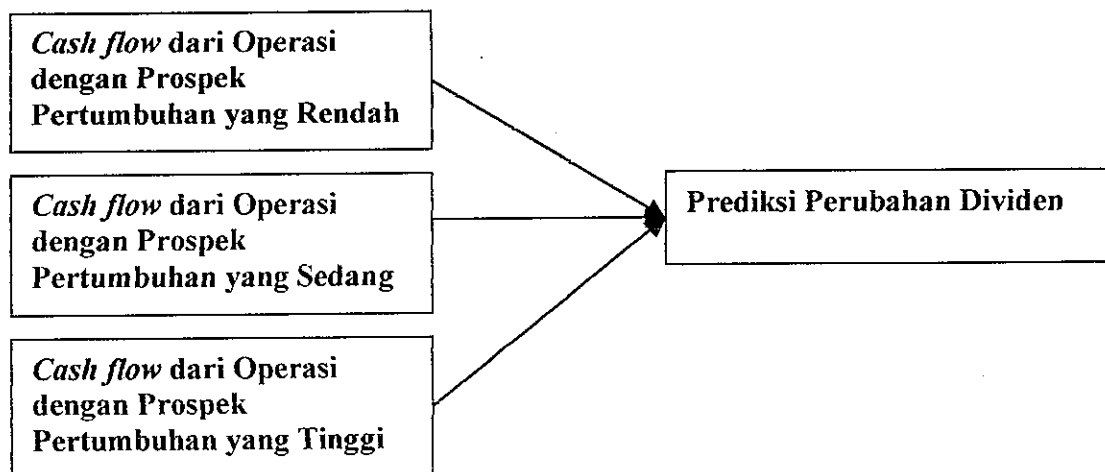 Cash flow dari Operasi
dengan Prospek
Pertumbuhan yang Rendah
Cash flow dari Operasi
dengan Prospek
Pertumbuhan yang Sedang
Cash flow dari Operasi
dengan Prospek
Pertumbuhan yang Tinggi
Prediksi Perubahan Dividen